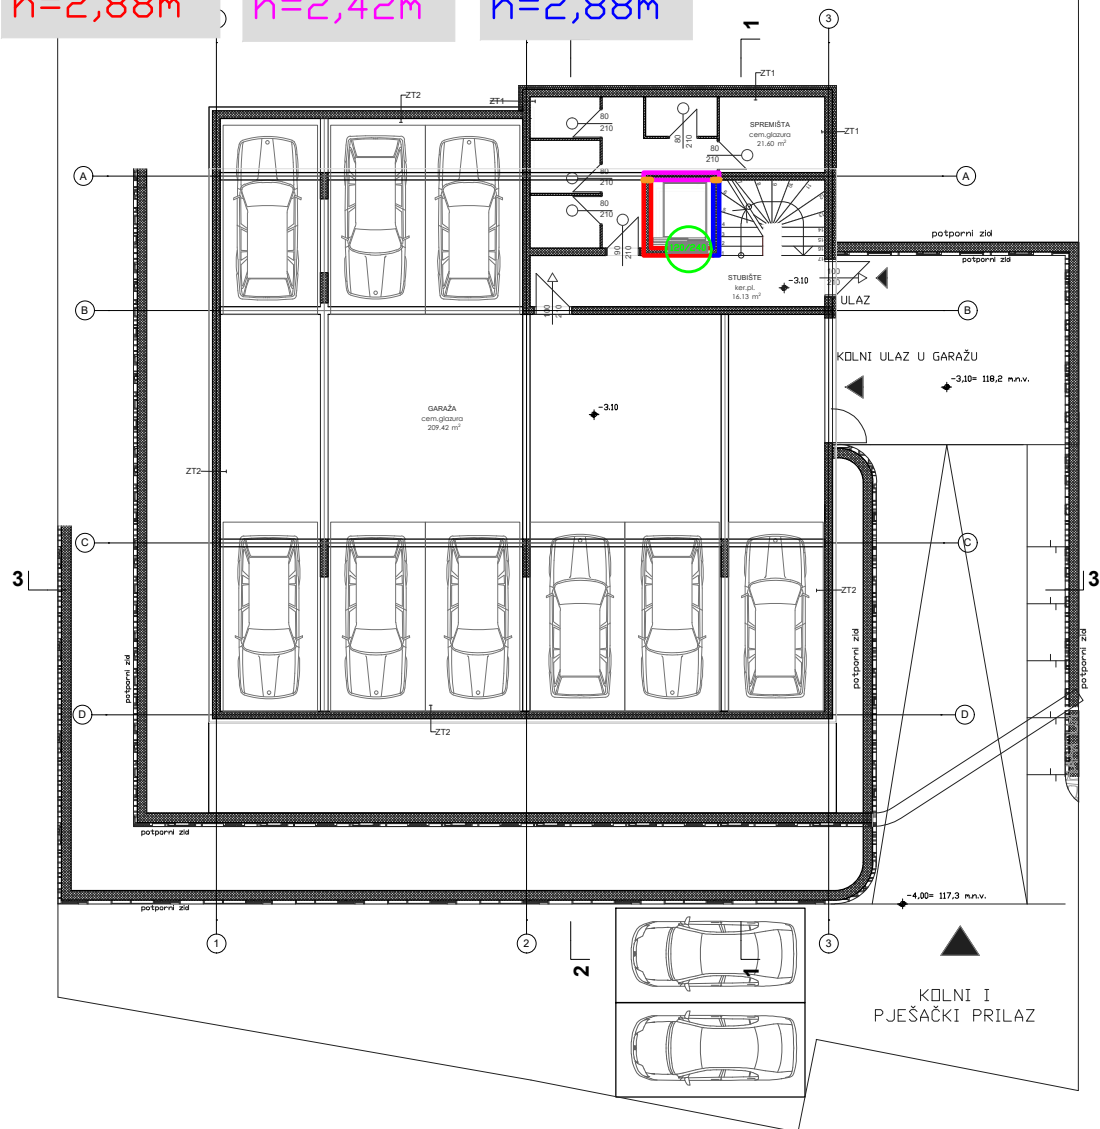 h=2,88m
h=2,42m
h=2,88m
1
3
ZT1
ZT2
ZT1
80
210
80
210
SPREMIŠTA
cem.glazura
21.60 m²
ZT1
80
210
A
80
210
A
80
210
potporni zid
90
210
potporni zid
STUBIŠTE
ker.pl.
16.13 m²
-3.10
100
210
ULAZ
100
210
B
B
KOLNI ULAZ U GARAŽU
-3,10= 118,2 m.n.v.
GARAŽA
cem.glazura
209.42 m²
-3.10
ZT2
C
C
3
3
ZT2
potporni zid
potporni zid
potporni zid
D
D
ZT2
potporni zid
potporni zid
-4,00= 117,3 m.n.v.
1
2
3
2
1
KOLNI I
PJEŠAČKI PRILAZ